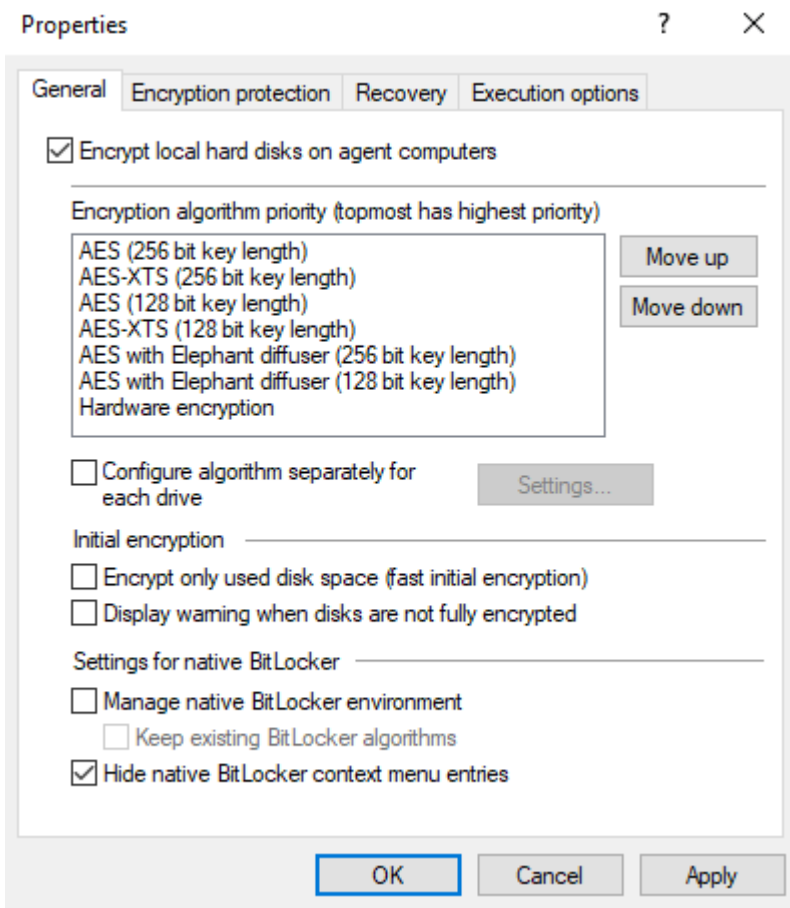 Properties
?
General
Encryption protection
Recovery
Execution options
Encrypt local hard disks on agent computers
Encryption algorithm priority (topmost has highest priority)
AES (256 bit key length)
AES-XTS (256 bit key length)
AES (128 bit key length)
AES-XTS (128 bit key length)
AES with Elephant diffuser (256 bit key length)
AES with Elephant diffuser (128 bit key length)
Hardware encryption
Move up
Move down
Configure algorithm separately for
each drive
Settings...
Initial encryption
Encrypt only used disk space (fast initial encryption)
Display warning when disks are not fully encrypted
Settings for native BitLocker
Manage native BitLocker environment
Keep existing BitLocker algorithms
Hide native BitLocker context menu entries
OK
Cancel
Apply